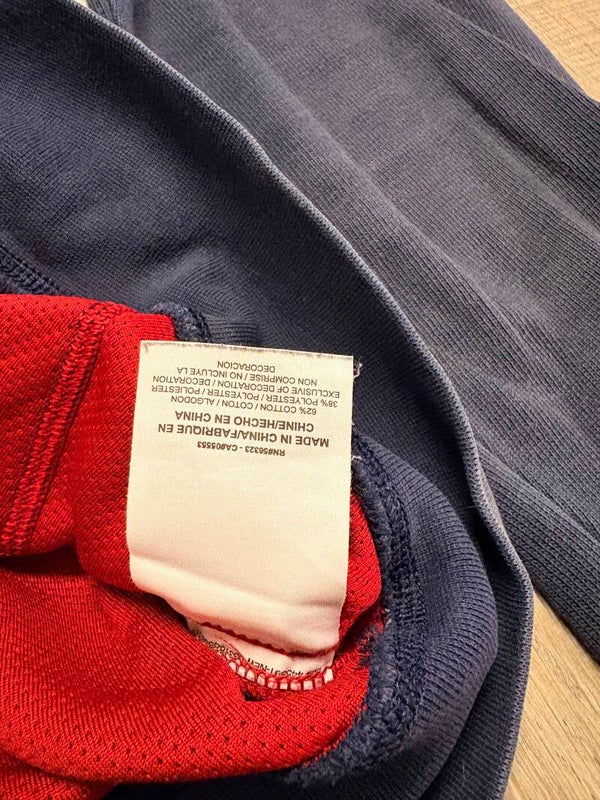 RN#56323 - CA#05553
MADE IN CHINA/FABRIQUE EN
CHINE/HECHO EN CHINA
62% COTTON / COTON / ALGODON
38% POLYESTER / POLYESTER / POLIESTER
EXCLUSIVE OF DECORATION / DECORATION
NON COMPRISE / NO INCLUYE LA
DECORACION